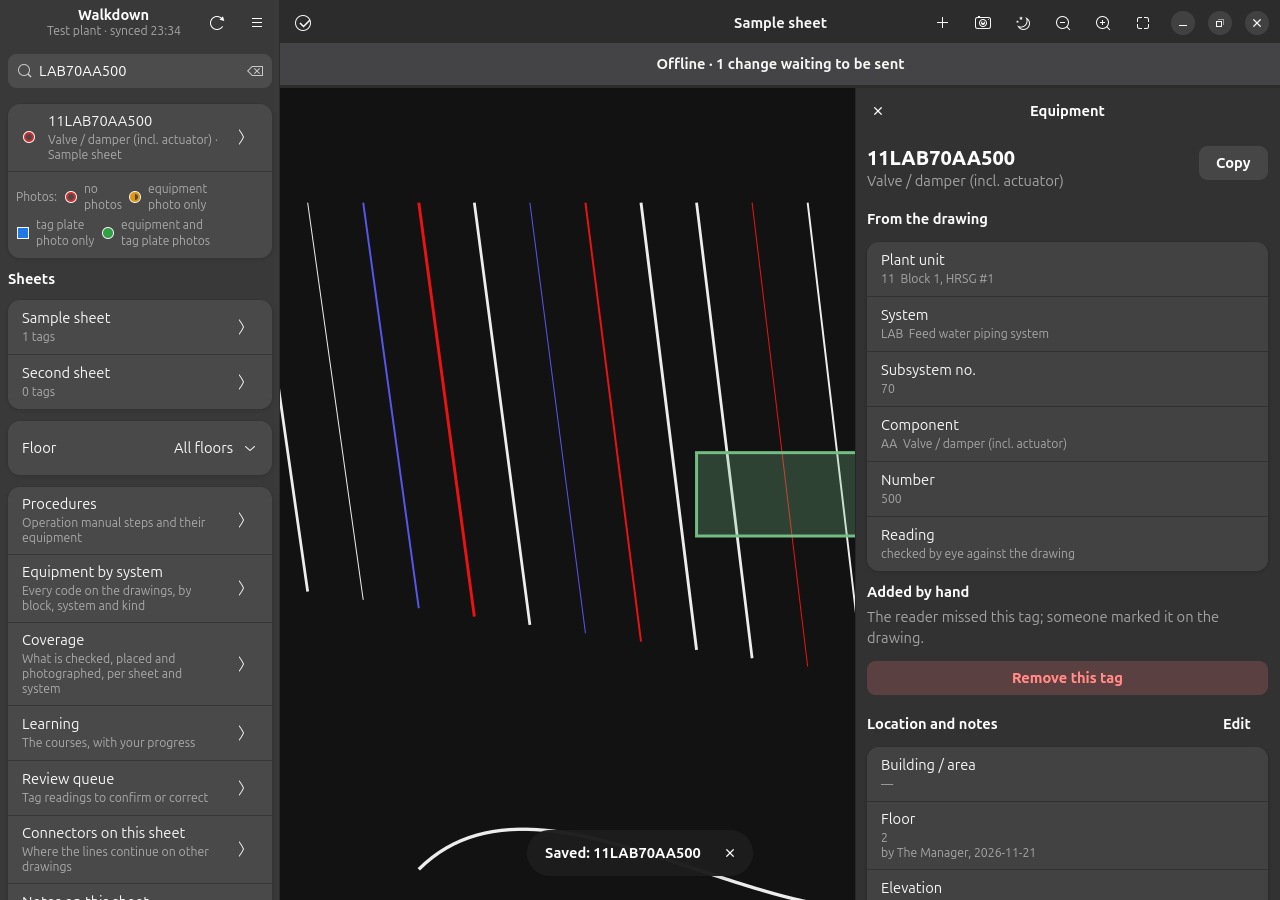 Walkdown
Test plant · synced 23:34
LAB70AA500
11LAB70AA500
Valve / damper (incl. actuator) ·
Sample sheet
Photos:
no
photos
equipment
photo only
tag plate
photo only
equipment and
tag plate photos
Sheets
Sample sheet
1 tags
Second sheet
0 tags
Floor
All floors
Procedures
Operation manual steps and their
equipment
Equipment by system
Every code on the drawings, by
block, system and kind
Coverage
What is checked, placed and
photographed, per sheet and
system
Learning
The courses, with your progress
Review queue
Tag readings to confirm or correct
Connectors on this sheet
Where the lines continue on other
drawings
Notes on this sheet
Sample sheet
Offline · 1 change waiting to be sent
Saved: 11LAB70AA500
Equipment
11LAB70AA500
Valve / damper (incl. actuator)
Copy
From the drawing
Plant unit
11 Block 1, HRSG #1
System
LAB Feed water piping system
Subsystem no.
70
Component
AA Valve / damper (incl. actuator)
Number
500
Reading
checked by eye against the drawing
Added by hand
The reader missed this tag; someone marked it on the
drawing.
Remove this tag
Location and notes
Edit
Building / area
—
Floor
2
by The Manager, 2026-11-21
Elevation